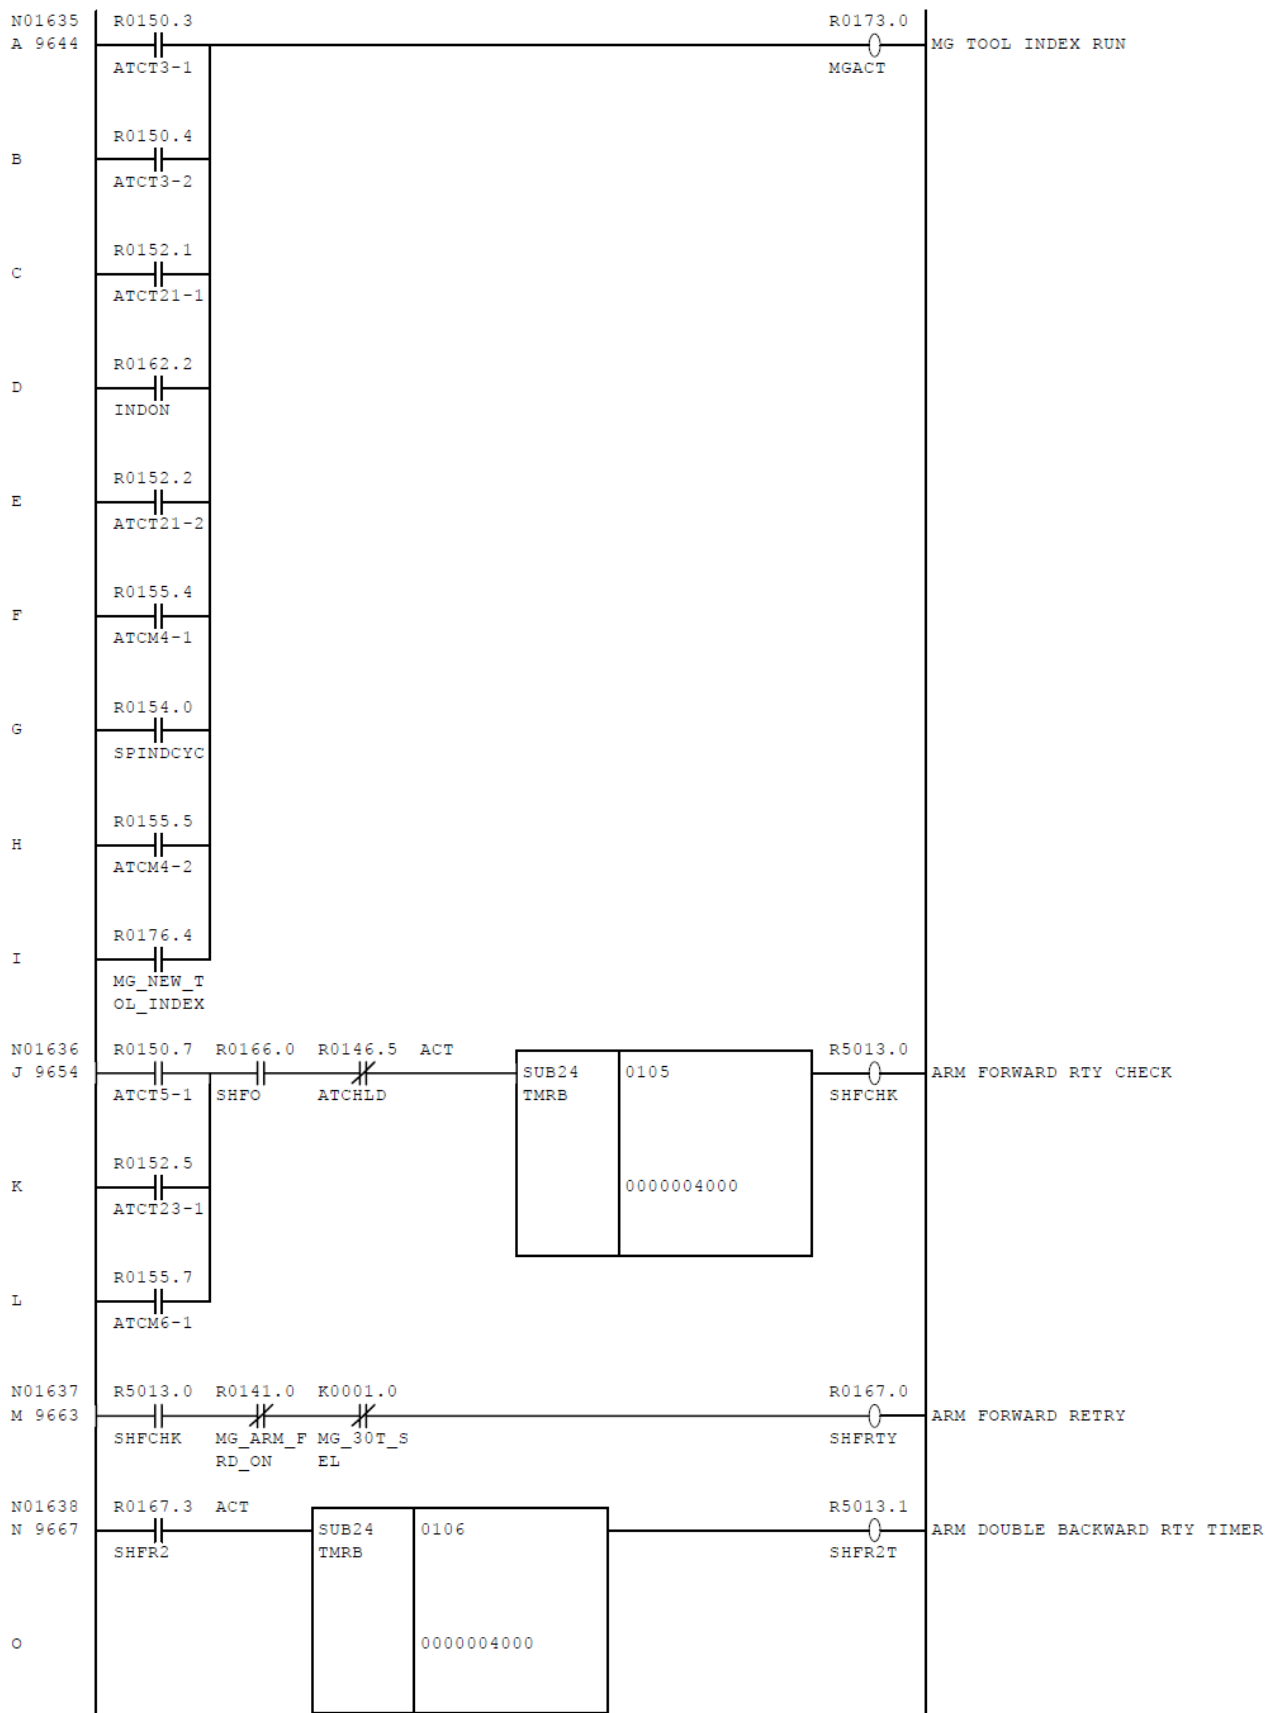 N01635 R0150.3 R0173.0
A 9644 MG TOOL INDEX RUN
ATCT3-1 MGACT
R0150.4
B
ATCT3-2
R0152.1
C
ATCT21-1
R0162.2
D
INDON
R0152.2
E
ATCT21-2
R0155.4
F
ATCM4-1
R0154.0
G
SPINDCYC
R0155.5
H
ATCM4-2
R0176.4
I
MG_NEW_T
OL_INDEX
N01636 R0150.7 R0166.0 R0146.5 ACT R5013.0
J 9654 SUB24 0105 ARM FORWARD RTY CHECK
ATCT5-1 SHFO ATCHLD TMRB SHFCHK
R0152.5
K 0000004000
ATCT23-1
R0155.7
L
ATCM6-1
N01637 R5013.0 R0141.0 K0001.0 R0167.0
M 9663 ARM FORWARD RETRY
SHFCHK MG_ARM_F MG_30T_S SHFRTY
RD_ON EL
N01638 R0167.3 ACT R5013.1
N 9667 SUB24 0106 ARM DOUBLE BACKWARD RTY TIMER
SHFR2 TMRB SHFR2T
O 0000004000